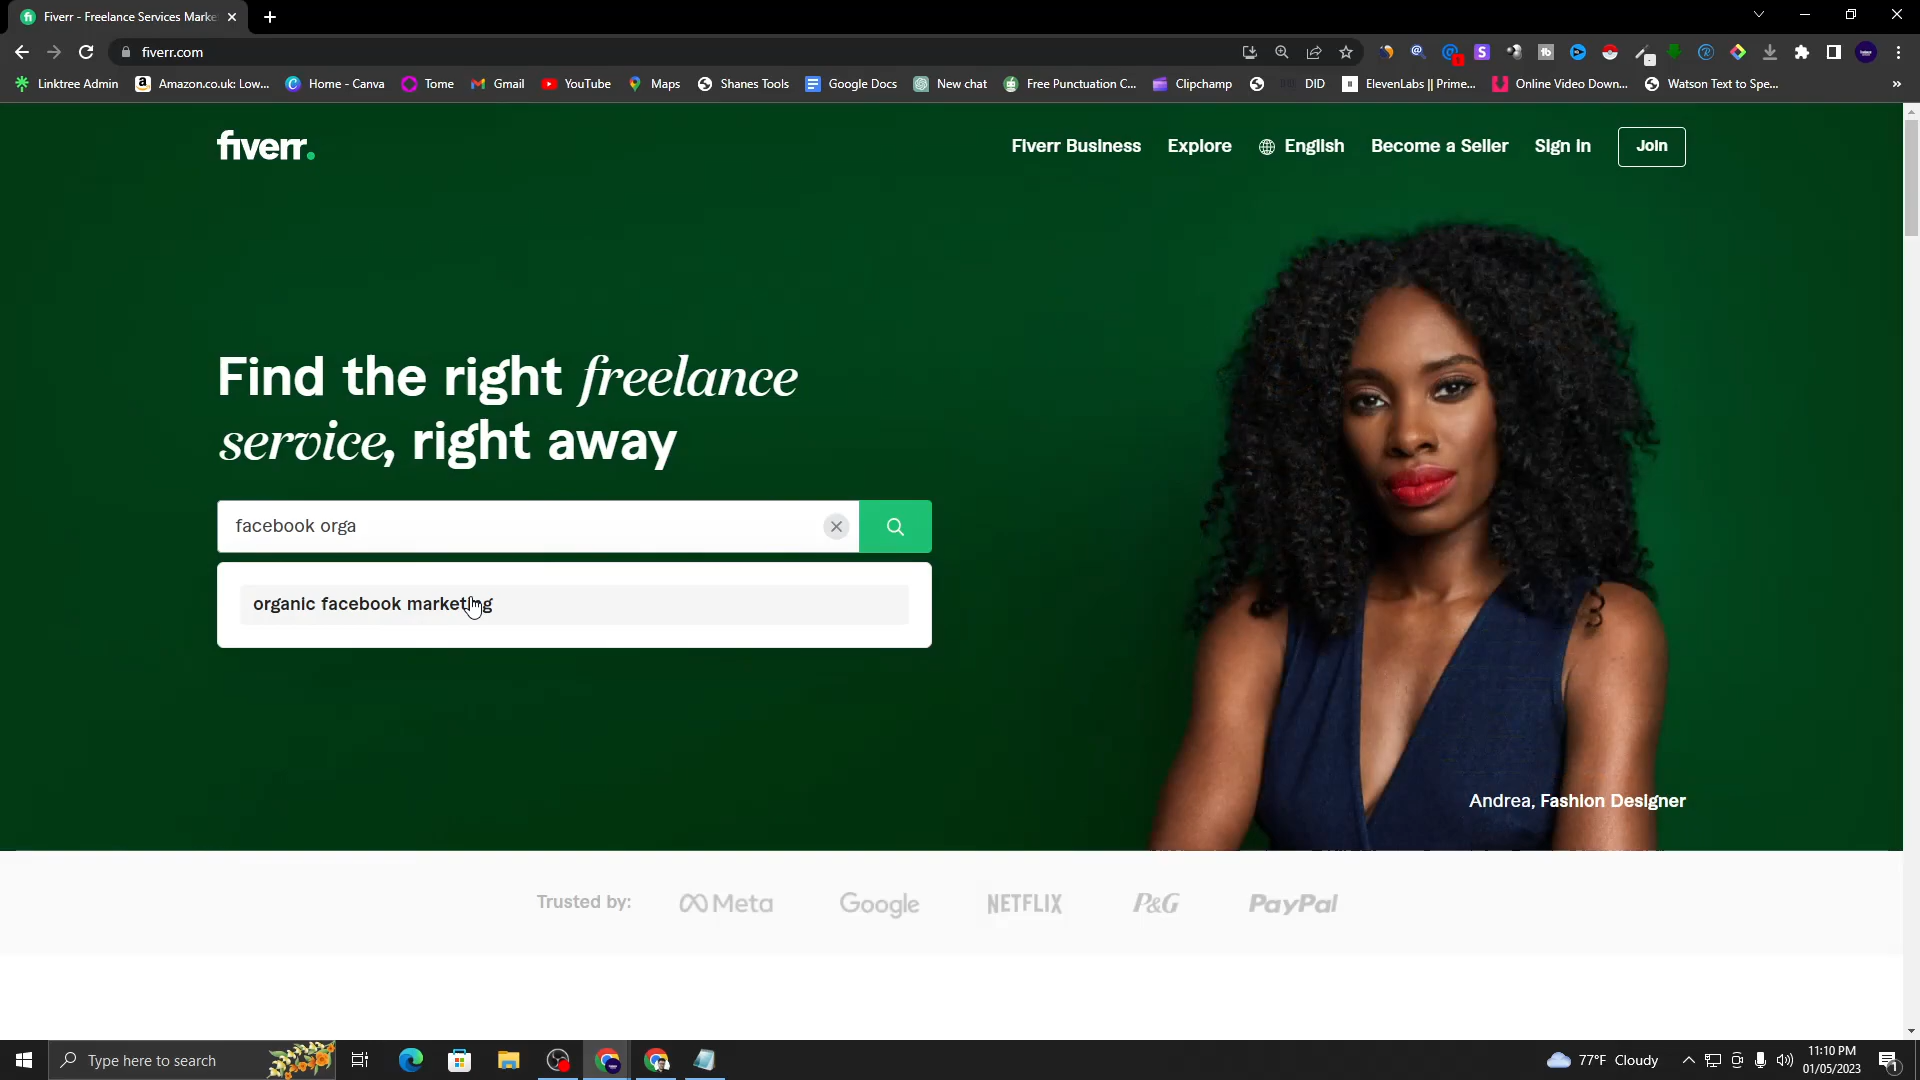 Fiverr - Freelance Services Marke
fiverr.com
Linktree Admin
Amazon.co.uk: Low...
Home - Canva
Tome
Gmail
YouTube
Maps
Shanes Tools
Google Docs
New chat
Free Punctuation C...
Clipchamp
DID
ElevenLabs || Prime...
Online Video Down...
Watson Text to Spe...
»
fiverr.
Fiverr Business
Explore
English
Become a Seller
Sign in
Join
Find the right freelance
service, right away
facebook orga
organic facebook marketing
Andrea, Fashion Designer
Trusted by:
Meta
Google
NETFLIX
P&G
PayPal
Type here to search
77°F Cloudy
11:10 PM
01/05/2023
1